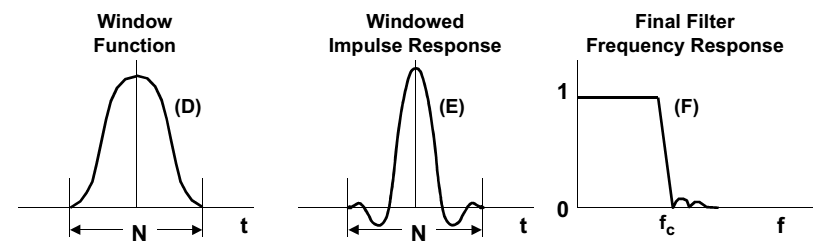 Window
Function
(D)
N
t
Windowed
Impulse Response
(E)
N
t
Final Filter
Frequency Response
1
(F)
0
fc
f